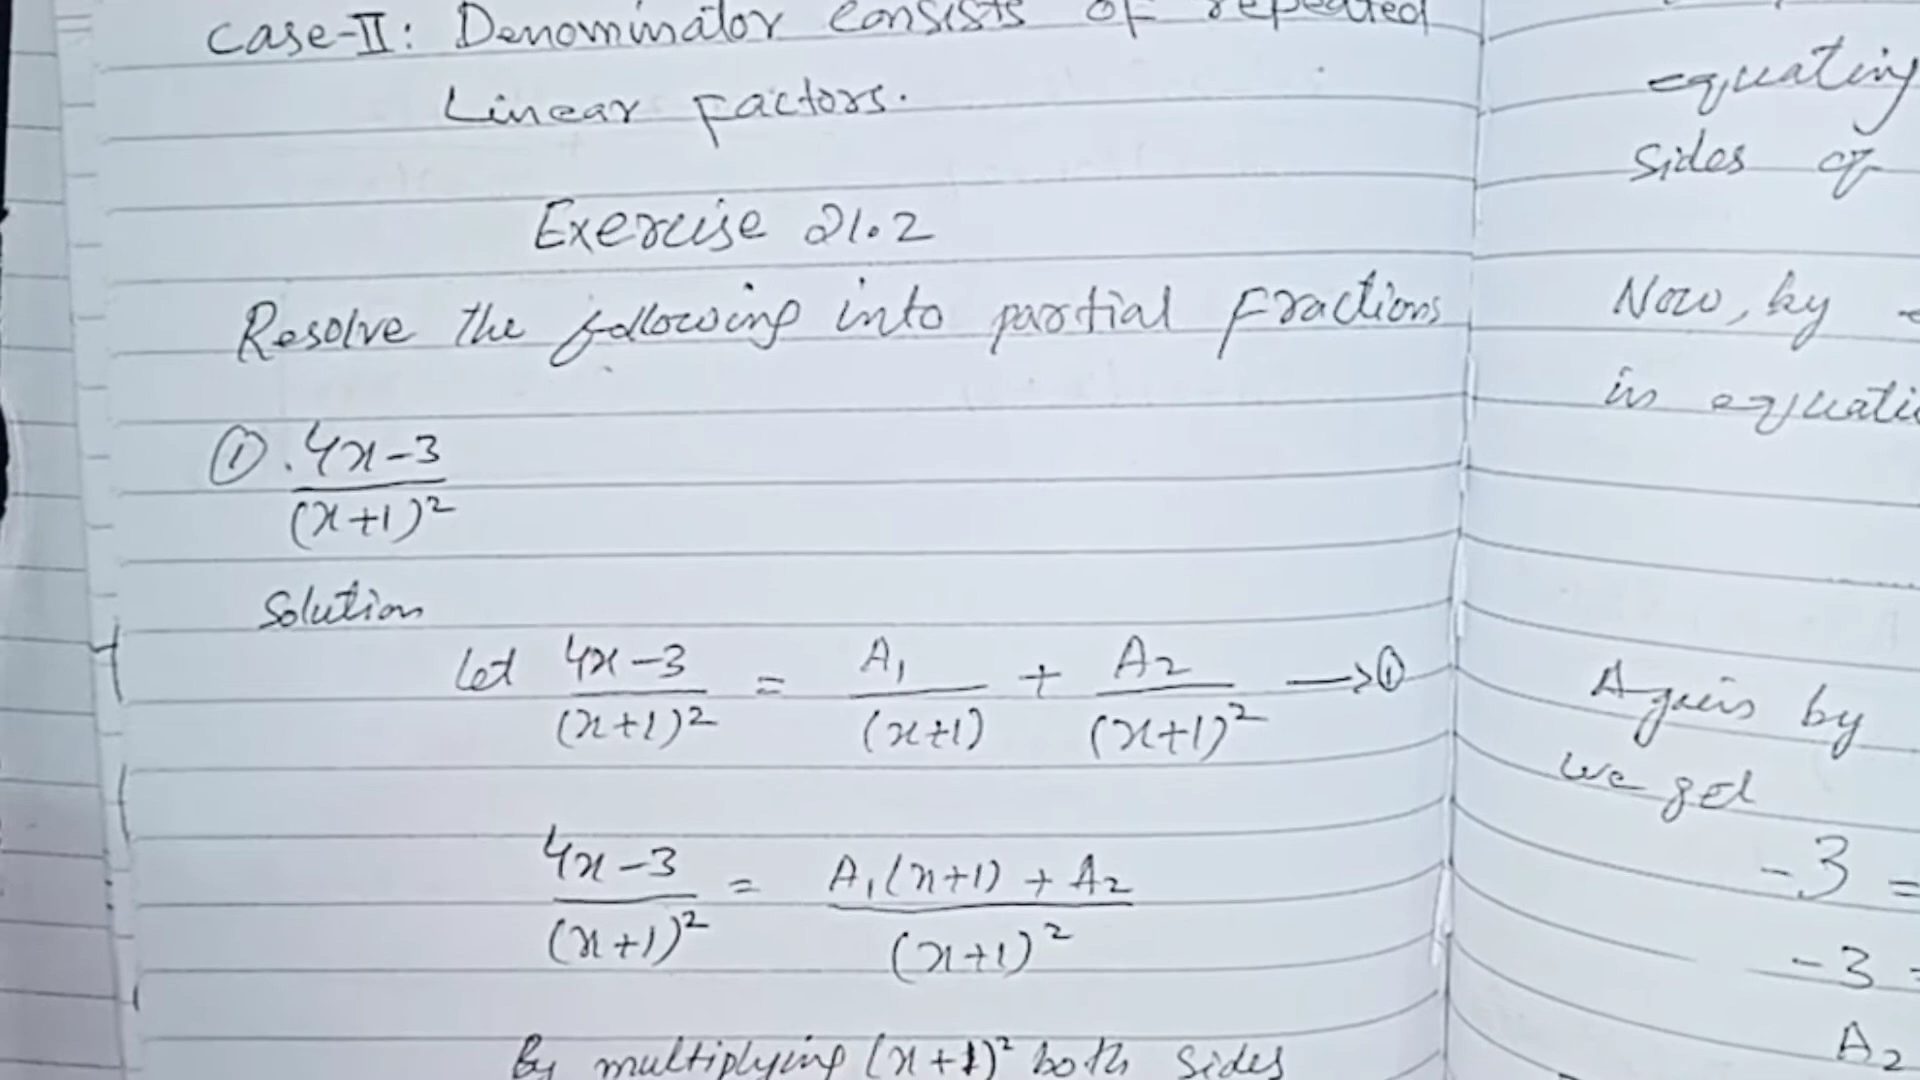 Case-II: Denominator consists of repeated
Linear factors.
Exercise 21.2
Resolve the following into partial fractions
①. 4x-3
(x+1)²
Solution
Let 4x-3 = A₁ + A₂ →①
(x+1)² (x+1) (x+1)²
4x-3 = A₁(x+1) + A₂
(x+1)² (x+1)²
By multiplying (x+1)² both sides
equating
sides of
Now, by
in
Again by
we get
-3 =
-3 =
A₂